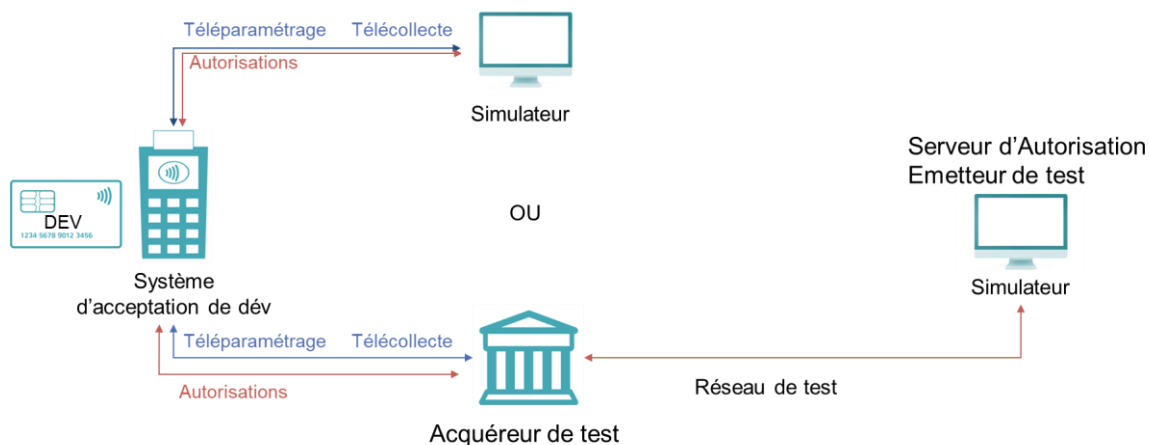 Téléparamétrage Télécollecte
Autorisations
Simulateur
Serveur d’Autorisation
Emetteur de test
DEV
1234 5678 9012 3456
OU
Système
d’acceptation de dév
Simulateur
Téléparamétrage Télécollecte
Autorisations
Réseau de test
Acquéreur de test